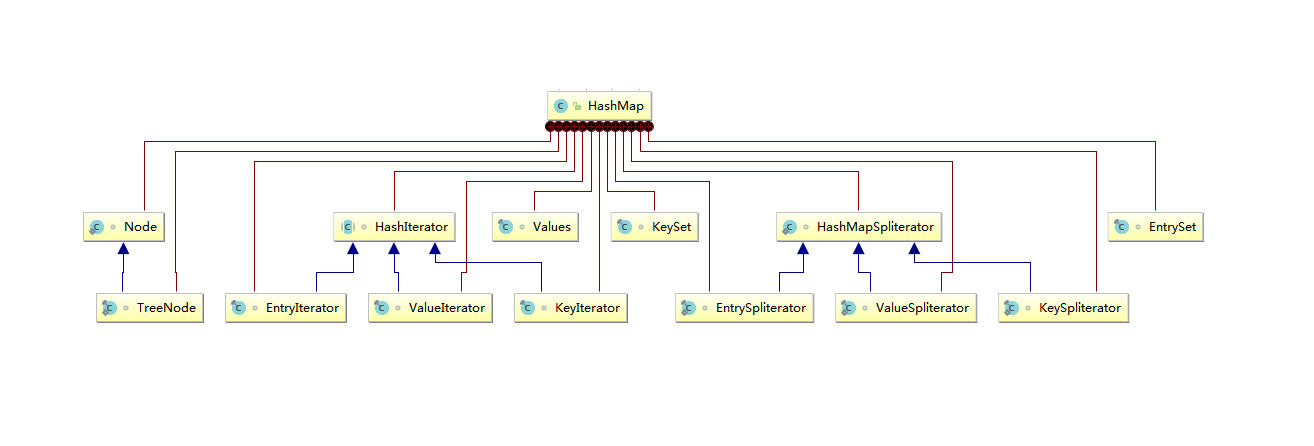 HashMap
Node
HashIterator
Values
KeySet
HashMapSpliterator
EntrySet
TreeNode
EntryIterator
ValueIterator
KeyIterator
EntrySpliterator
ValueSpliterator
KeySpliterator